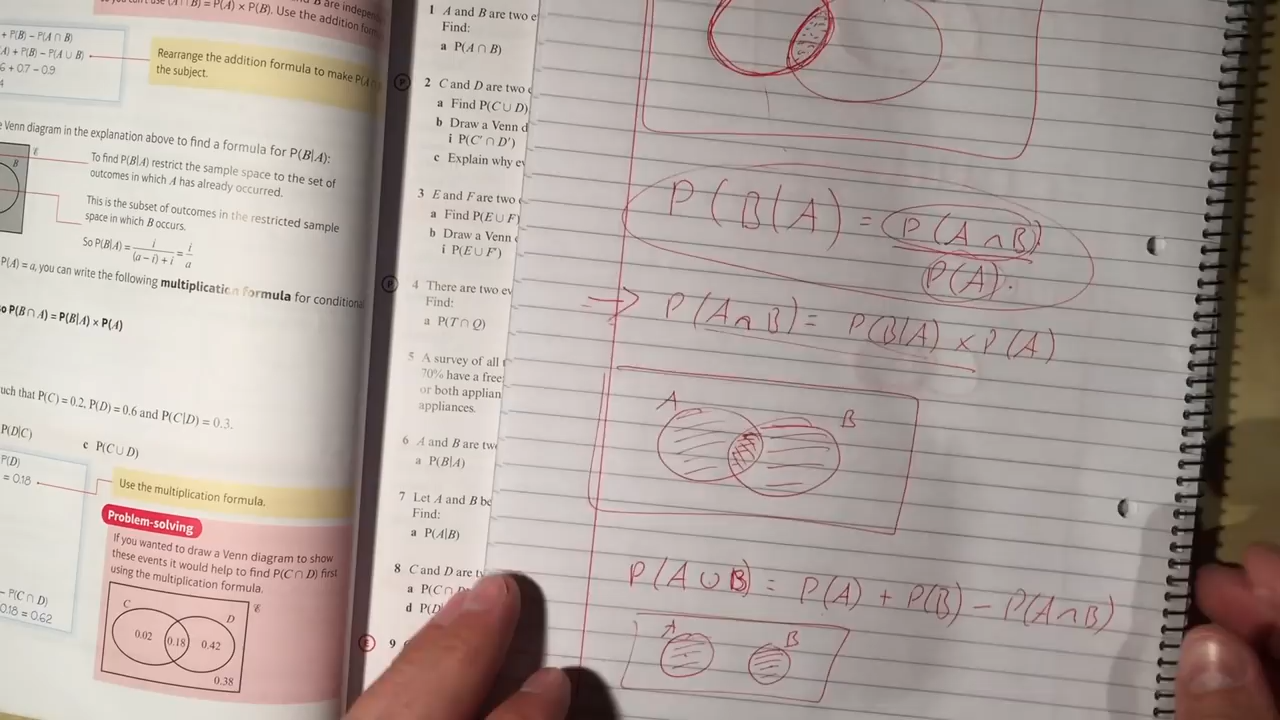 B are indepen
(A ∩ B) = P(A) × P(B). Use the addition form
+ P(B) − P(A ∩ B)
A) + P(B) − P(A ∪ B)
6 + 0.7 − 0.9
4
Rearrange the addition formula to make P(A ∩
the subject.
Venn diagram in the explanation above to find a formula for P(B|A):
ℰ
B
To find P(B|A) restrict the sample space to the set of
outcomes in which A has already occurred.
This is the subset of outcomes in the restricted sample
space in which B occurs.
So P(B|A) = i/((a − i) + i) = i/a
P(A) = a, you can write the following multiplication formula for conditiona
so P(B ∩ A) = P(B|A) × P(A)
uch that P(C) = 0.2, P(D) = 0.6 and P(C|D) = 0.3.
P(D|C)
c P(C ∪ D)
P(D)
= 0.18
Use the multiplication formula.
Problem-solving
If you wanted to draw a Venn diagram to show
these events it would help to find P(C ∩ D) first
using the multiplication formula.
− P(C ∩ D)
0.18 = 0.62
C
D
ℰ
0.02
0.18
0.42
0.38
1 A and B are two e
Find:
a P(A ∩ B)
P
2 C and D are two e
a Find P(C ∪ D)
b Draw a Venn d
i P(C′ ∩ D′)
c Explain why ev
3 E and F are two
a Find P(E ∪ F)
b Draw a Venn
i P(E ∪ F′)
P
4 There are two ev
Find:
a P(T ∩ Q)
5 A survey of all
70% have a free
or both applian
appliances.
6 A and B are tw
a P(B|A)
7 Let A and B be
Find:
a P(A|B)
8 C and D are t
a P(C ∩
d P(D
E
9
P(B|A) = P(A∩B)/P(A).
⇒ P(A∩B) = P(B|A) × P(A)
A
B
P(A∪B) = P(A) + P(B) − P(A∩B)
A
B